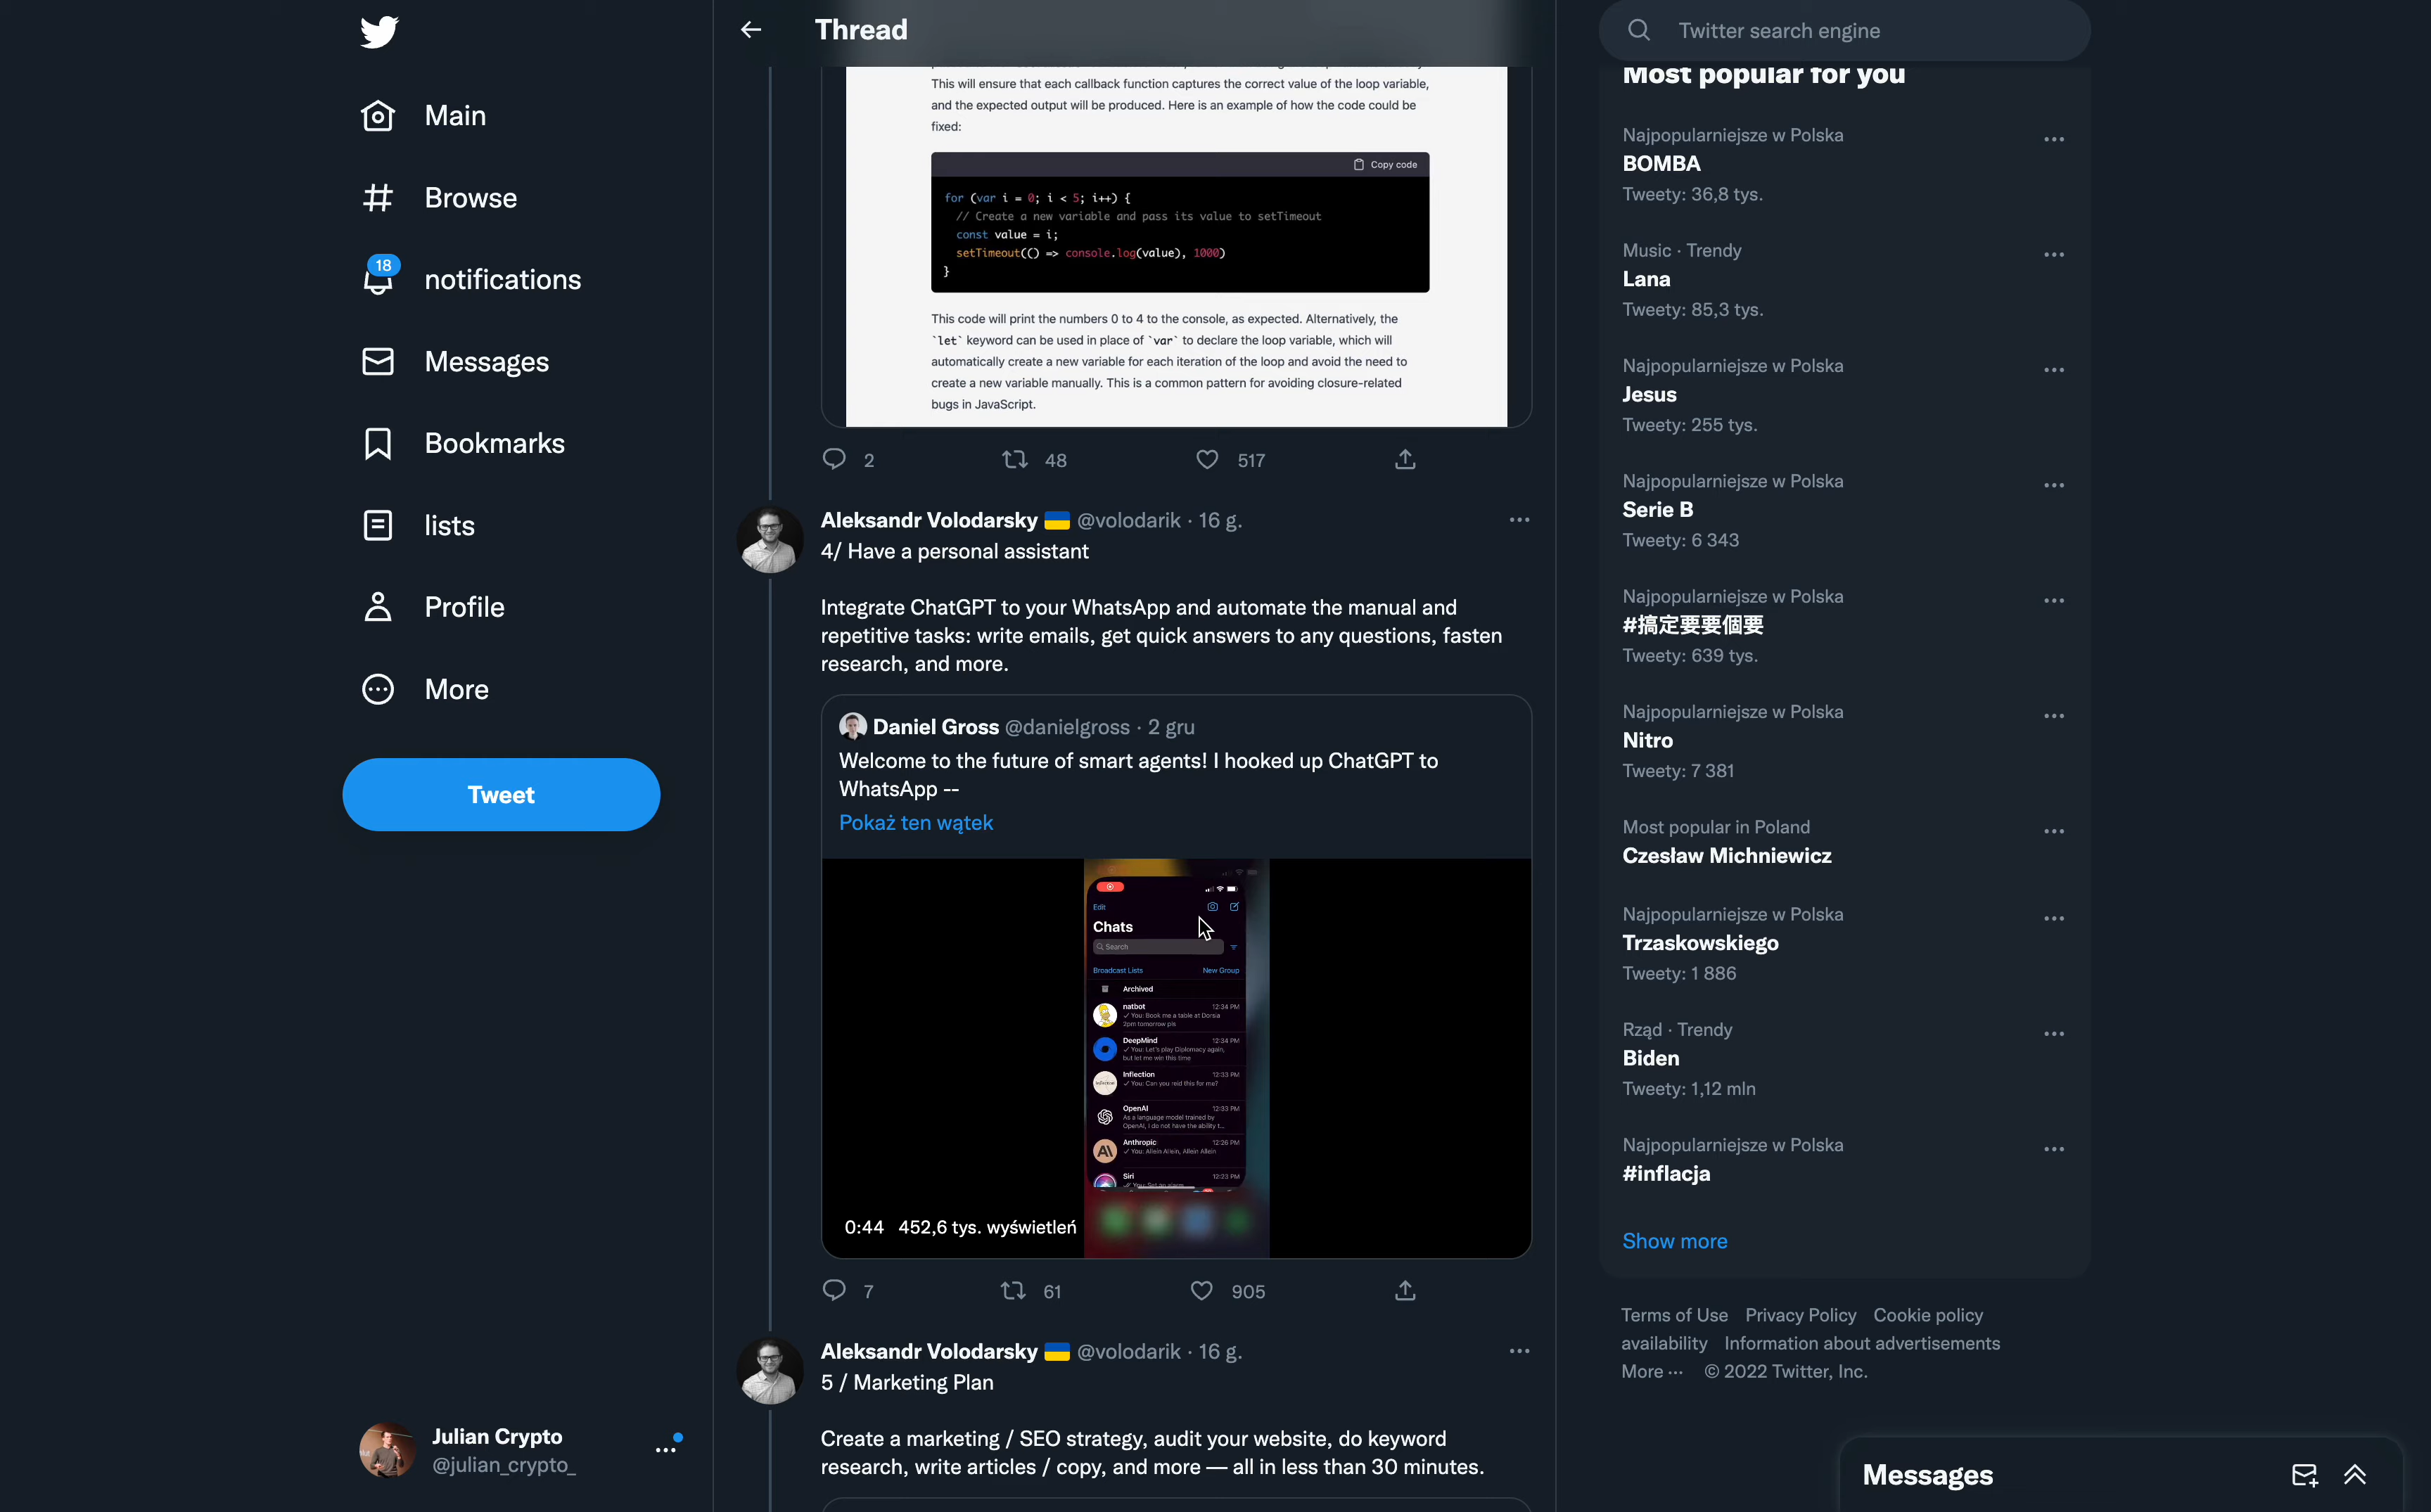 Main
Browse
18
notifications
Messages
Bookmarks
lists
Profile
More
Tweet
Julian Crypto
@julian_crypto_
Thread
This will ensure that each callback function captures the correct value of the loop variable,
and the expected output will be produced. Here is an example of how the code could be
fixed:
Copy code
for (var i = 0; i < 5; i++) {
// Create a new variable and pass its value to setTimeout
const value = i;
setTimeout(() => console.log(value), 1000)
}
This code will print the numbers 0 to 4 to the console, as expected. Alternatively, the
`let` keyword can be used in place of `var` to declare the loop variable, which will
automatically create a new variable for each iteration of the loop and avoid the need to
create a new variable manually. This is a common pattern for avoiding closure-related
bugs in JavaScript.
2 48 517
Aleksandr Volodarsky 🇺🇦 @volodarik · 16 g.
4/ Have a personal assistant
Integrate ChatGPT to your WhatsApp and automate the manual and
repetitive tasks: write emails, get quick answers to any questions, fasten
research, and more.
Daniel Gross @danielgross · 2 gru
Welcome to the future of smart agents! I hooked up ChatGPT to
WhatsApp --
Pokaż ten wątek
Edit
Chats
Search
Broadcast Lists New Group
Archived
natbot 12:34 PM
You: Book me a table at Dorsia
2pm tomorrow pls
DeepMind 12:34 PM
You: Let's play Diplomacy again,
but let me win this time
Inflection 12:33 PM
You: Can you reid this for me?
OpenAI 12:33 PM
As a language model trained by
OpenAI, I do not have the ability t...
Anthropic 12:26 PM
You: Allein Allein, Allein Allein
Siri 12:23 PM
0:44 452,6 tys. wyświetleń
7 61 905
Aleksandr Volodarsky 🇺🇦 @volodarik · 16 g.
5 / Marketing Plan
Create a marketing / SEO strategy, audit your website, do keyword
research, write articles / copy, and more — all in less than 30 minutes.
Twitter search engine
Most popular for you
Najpopularniejsze w Polska
BOMBA
Tweety: 36,8 tys.
Music · Trendy
Lana
Tweety: 85,3 tys.
Najpopularniejsze w Polska
Jesus
Tweety: 255 tys.
Najpopularniejsze w Polska
Serie B
Tweety: 6 343
Najpopularniejsze w Polska
#搞定要要個要
Tweety: 639 tys.
Najpopularniejsze w Polska
Nitro
Tweety: 7 381
Most popular in Poland
Czesław Michniewicz
Najpopularniejsze w Polska
Trzaskowskiego
Tweety: 1 886
Rząd · Trendy
Biden
Tweety: 1,12 mln
Najpopularniejsze w Polska
#inflacja
Show more
Terms of Use Privacy Policy Cookie policy
availability Information about advertisements
More ··· © 2022 Twitter, Inc.
Messages